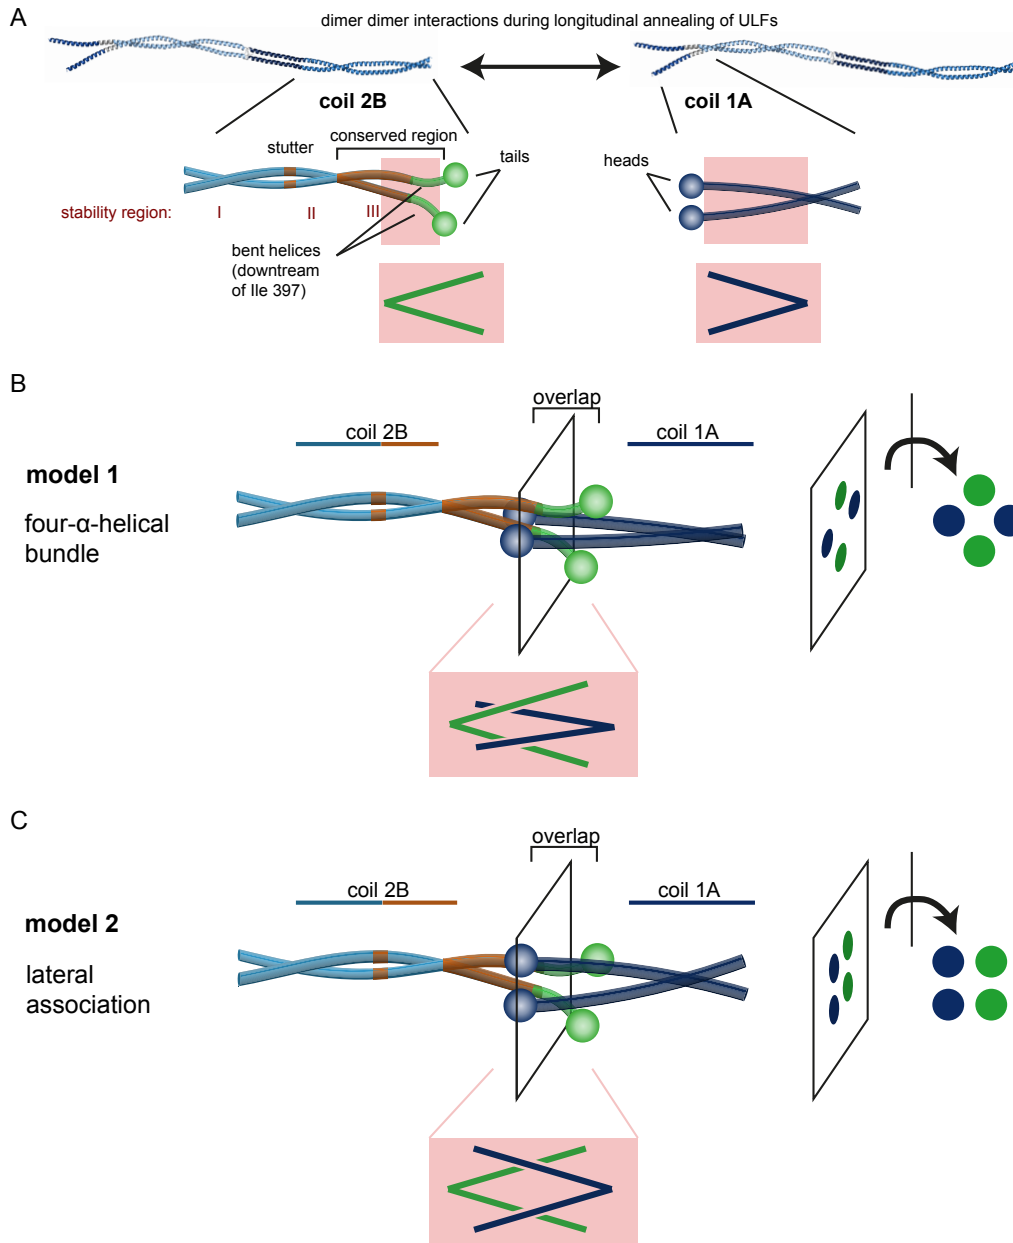 A
dimer dimer interactions during longitudinal annealing of ULFs
coil 2B
coil 1A
conserved region
stutter
tails
heads
stability region:
I
II
III
bent helices
(downtream
of Ile 397)
B
overlap
coil 2B
coil 1A
model 1
four-α-helical
bundle
C
overlap
coil 2B
coil 1A
model 2
lateral
association